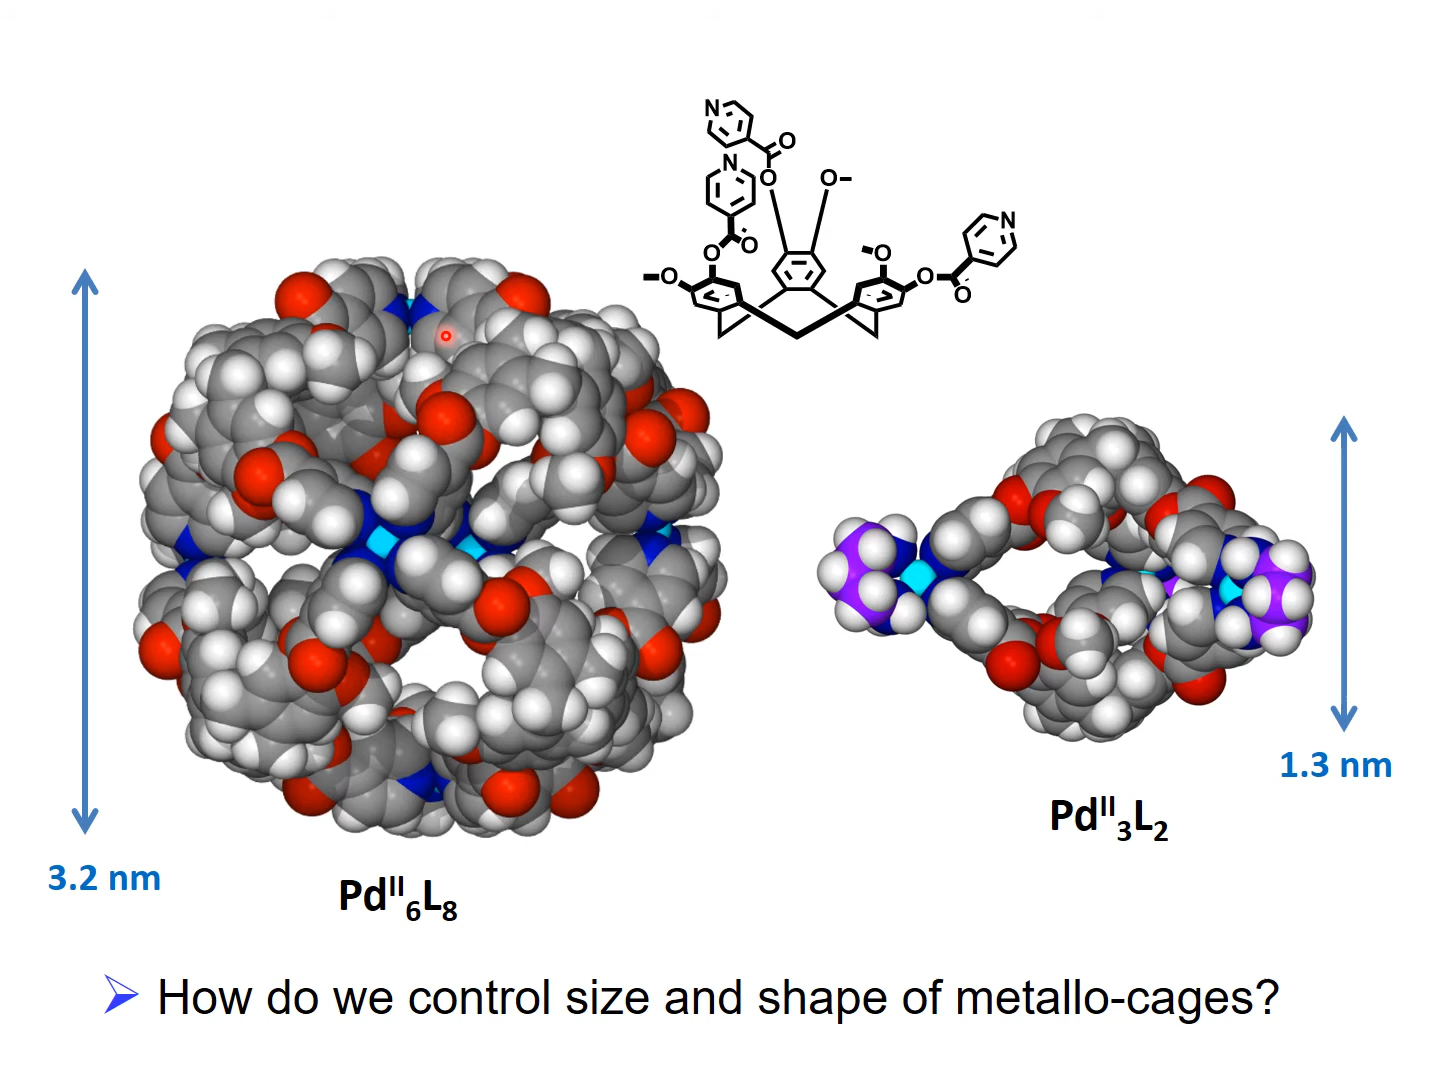 N
O
N
O
O–
N
O
O
O
O
O
O
3.2 nm
Pd^II_6L_8
1.3 nm
Pd^II_3L_2
How do we control size and shape of metallo-cages?